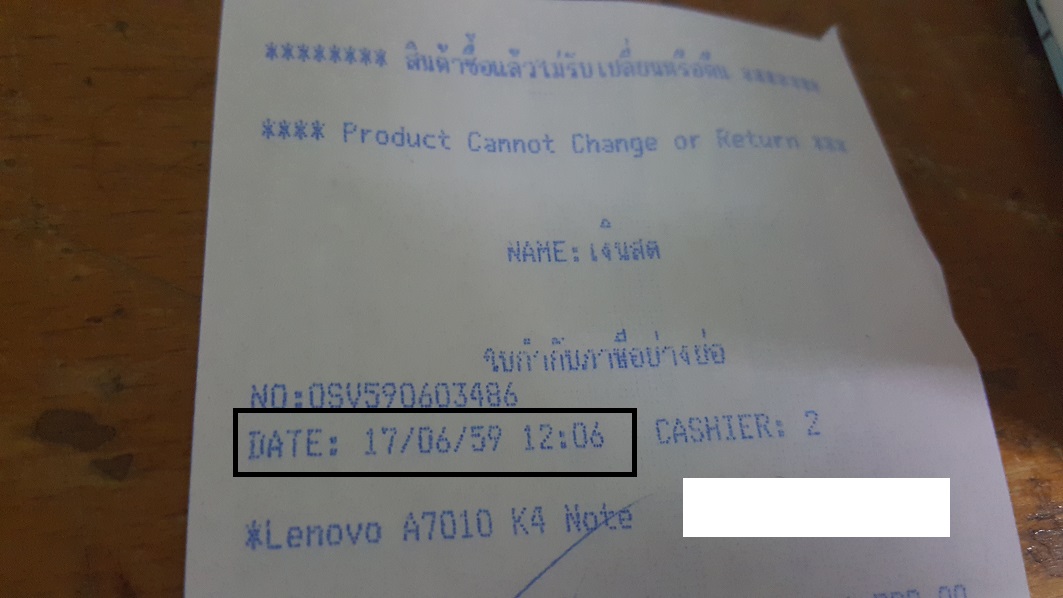 ******** สินค้าซื้อแล้วไม่รับเปลี่ยนหรือคืน *******
**** Product Cannot Change or Return ***
NAME: เงินสด
ใบกำกับภาษีอย่างย่อ
NO:OSV590603486
DATE: 17/06/59 12:06 CASHIER: 2
*Lenovo A7010 K4 Note